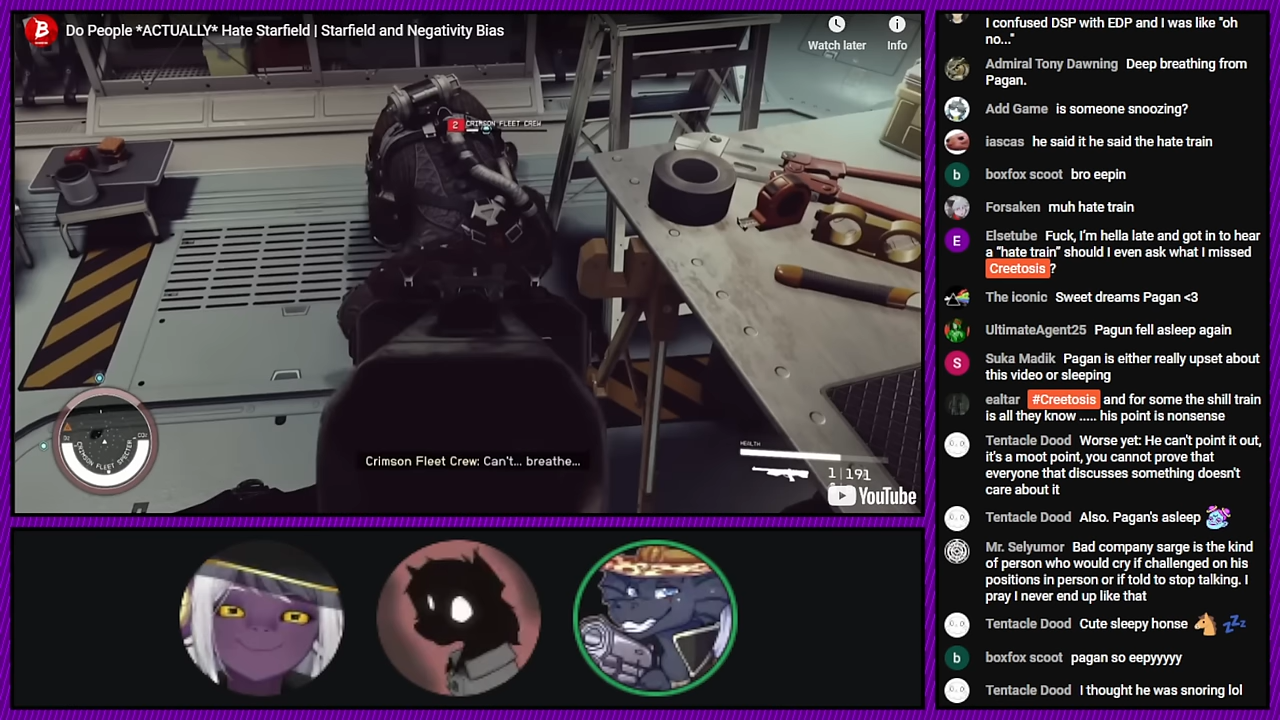 Do People *ACTUALLY* Hate Starfield | Starfield and Negativity Bias
Watch later
Info
2 CRIMSON FLEET CREW
CRIMSON FLEET SPECTER
Crimson Fleet Crew: Can't... breathe...
HEALTH
1 | 191
YouTube
I confused DSP with EDP and I was like "oh
no..."
Admiral Tony Dawning Deep breathing from
Pagan.
Add Game is someone snoozing?
iascas he said it he said the hate train
b boxfox scoot bro eepin
Forsaken muh hate train
E Elsetube Fuck, I'm hella late and got in to hear
a "hate train" should I even ask what I missed
Creetosis ?
The iconic Sweet dreams Pagan <3
UltimateAgent25 Pagun fell asleep again
S Suka Madik Pagan is either really upset about
this video or sleeping
ealtar #Creetosis and for some the shill train
is all they know ..... his point is nonsense
Tentacle Dood Worse yet: He can't point it out,
it's a moot point, you cannot prove that
everyone that discusses something doesn't
care about it
Tentacle Dood Also. Pagan's asleep
Mr. Selyumor Bad company sarge is the kind
of person who would cry if challenged on his
positions in person or if told to stop talking. I
pray I never end up like that
Tentacle Dood Cute sleepy honse 🐴 💤
b boxfox scoot pagan so eepyyyyy
Tentacle Dood I thought he was snoring lol